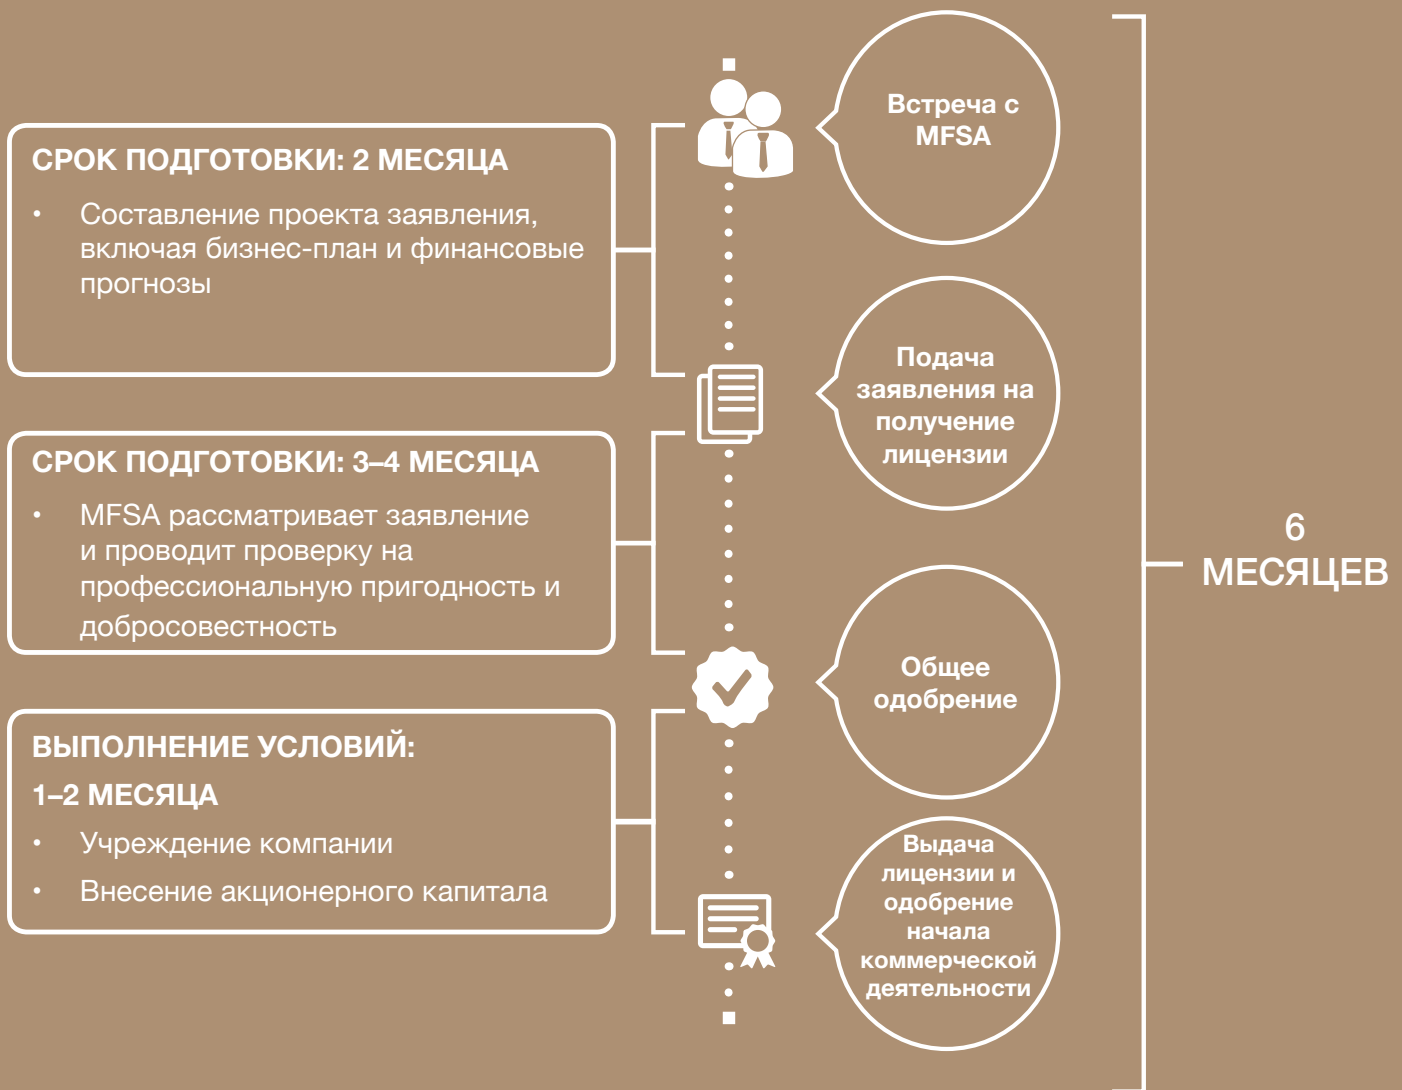 Встреча с
MFSA
СРОК ПОДГОТОВКИ: 2 МЕСЯЦА
• Составление проекта заявления,
включая бизнес-план и финансовые
прогнозы
Подача
заявления на
получение
лицензии
СРОК ПОДГОТОВКИ: 3–4 МЕСЯЦА
• MFSA рассматривает заявление
и проводит проверку на
профессиональную пригодность и
добросовестность
Общее
одобрение
ВЫПОЛНЕНИЕ УСЛОВИЙ:
1–2 МЕСЯЦА
• Учреждение компании
• Внесение акционерного капитала
Выдача
лицензии и
одобрение
начала
коммерческой
деятельности
6
МЕСЯЦЕВ